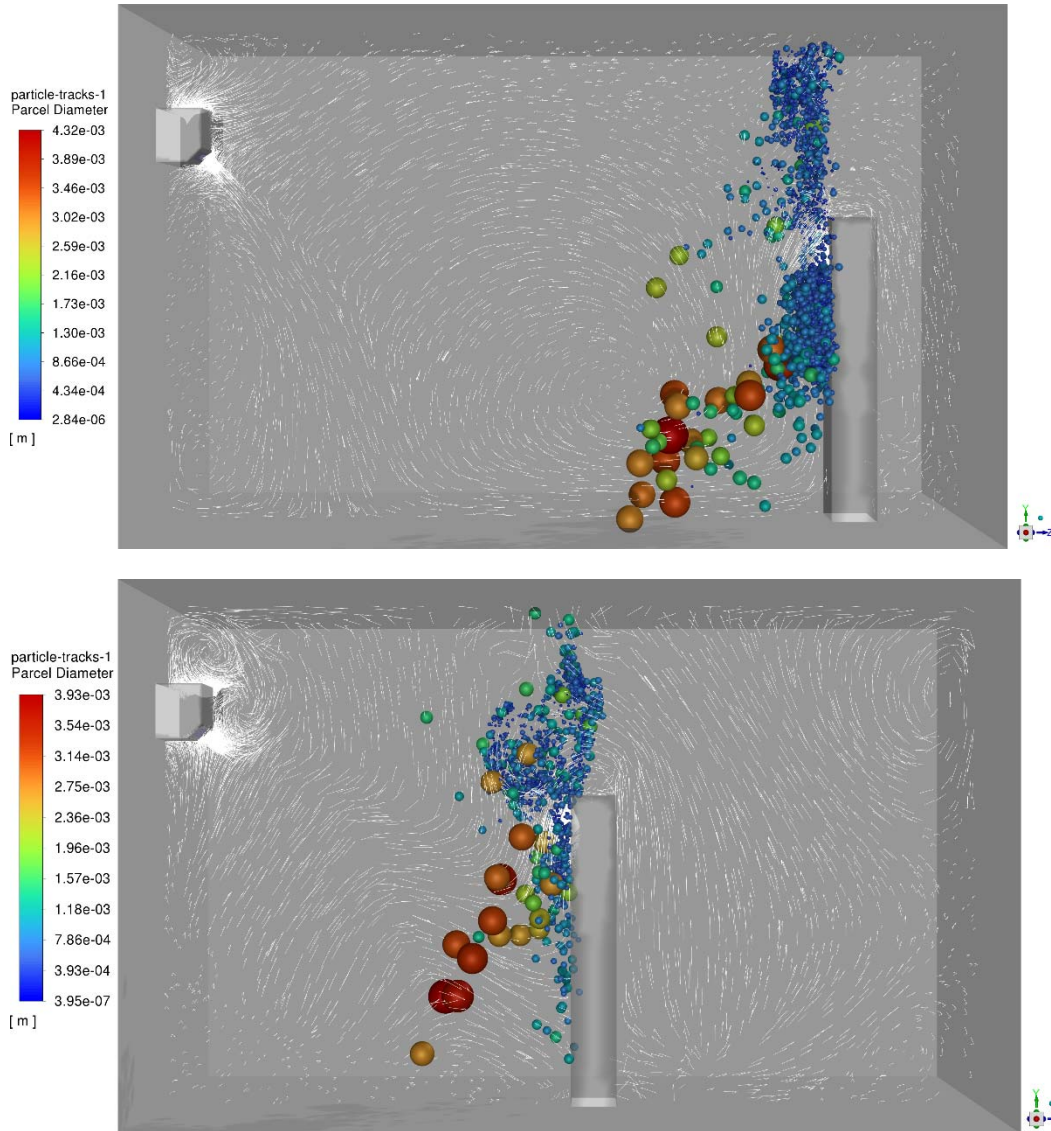 particle-tracks-1
Parcel Diameter
4.32e-03
3.89e-03
3.46e-03
3.02e-03
2.59e-03
2.16e-03
1.73e-03
1.30e-03
8.66e-04
4.34e-04
2.84e-06
[ m ]
Y
Z
particle-tracks-1
Parcel Diameter
3.93e-03
3.54e-03
3.14e-03
2.75e-03
2.36e-03
1.96e-03
1.57e-03
1.18e-03
7.86e-04
3.93e-04
3.95e-07
[ m ]
Y